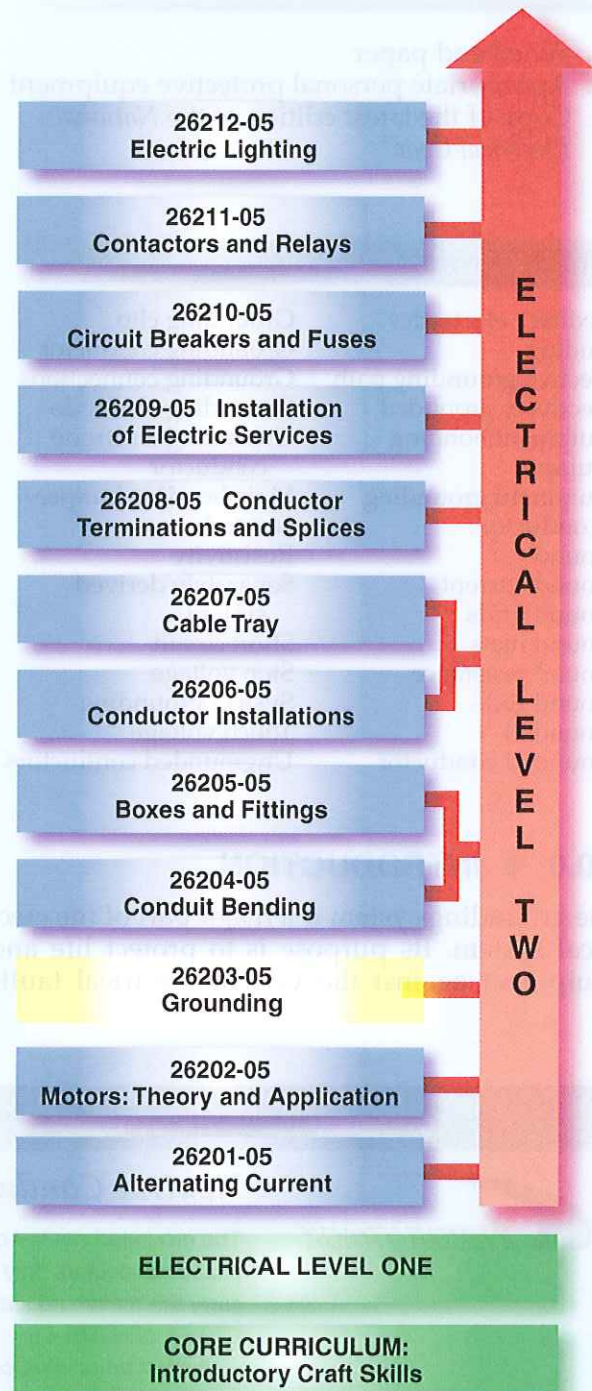 26212-05
Electric Lighting
26211-05
Contactors and Relays
26210-05
Circuit Breakers and Fuses
26209-05 Installation
of Electric Services
26208-05 Conductor
Terminations and Splices
26207-05
Cable Tray
26206-05
Conductor Installations
26205-05
Boxes and Fittings
26204-05
Conduit Bending
26203-05
Grounding
26202-05
Motors: Theory and Application
26201-05
Alternating Current
ELECTRICAL LEVEL TWO
ELECTRICAL LEVEL ONE
CORE CURRICULUM:
Introductory Craft Skills